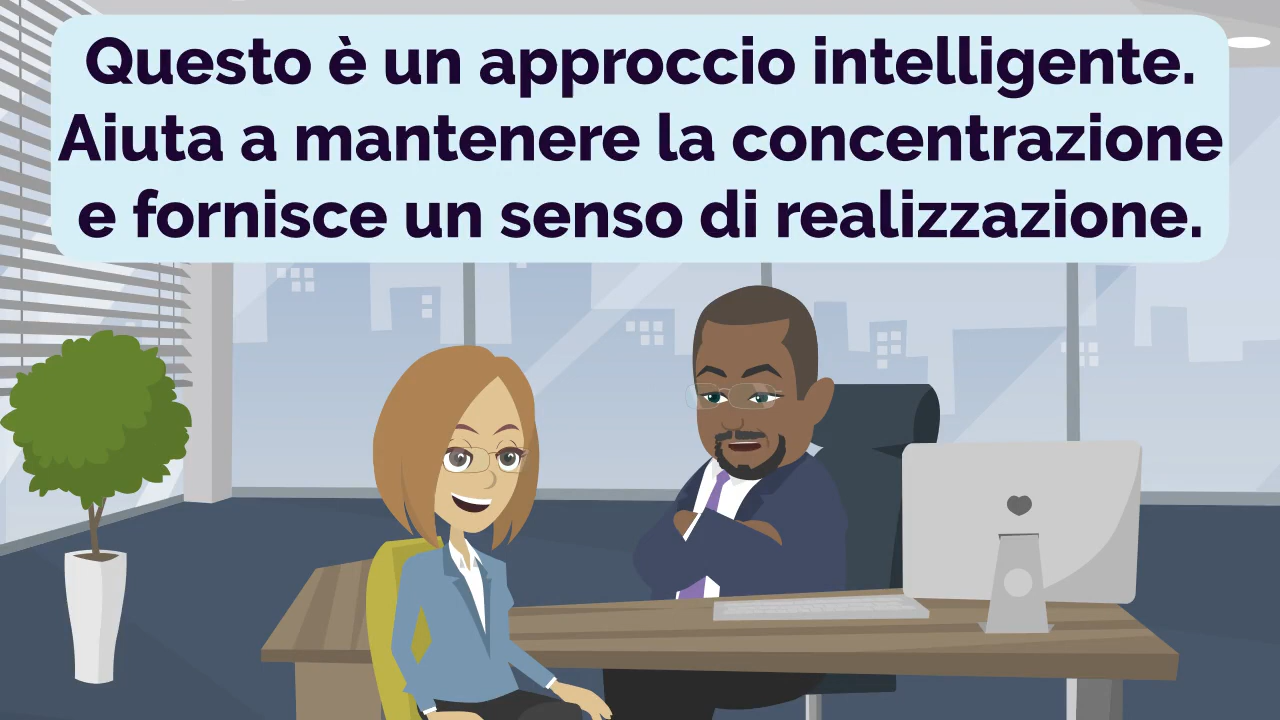 Questo è un approccio intelligente.
Aiuta a mantenere la concentrazione
e fornisce un senso di realizzazione.